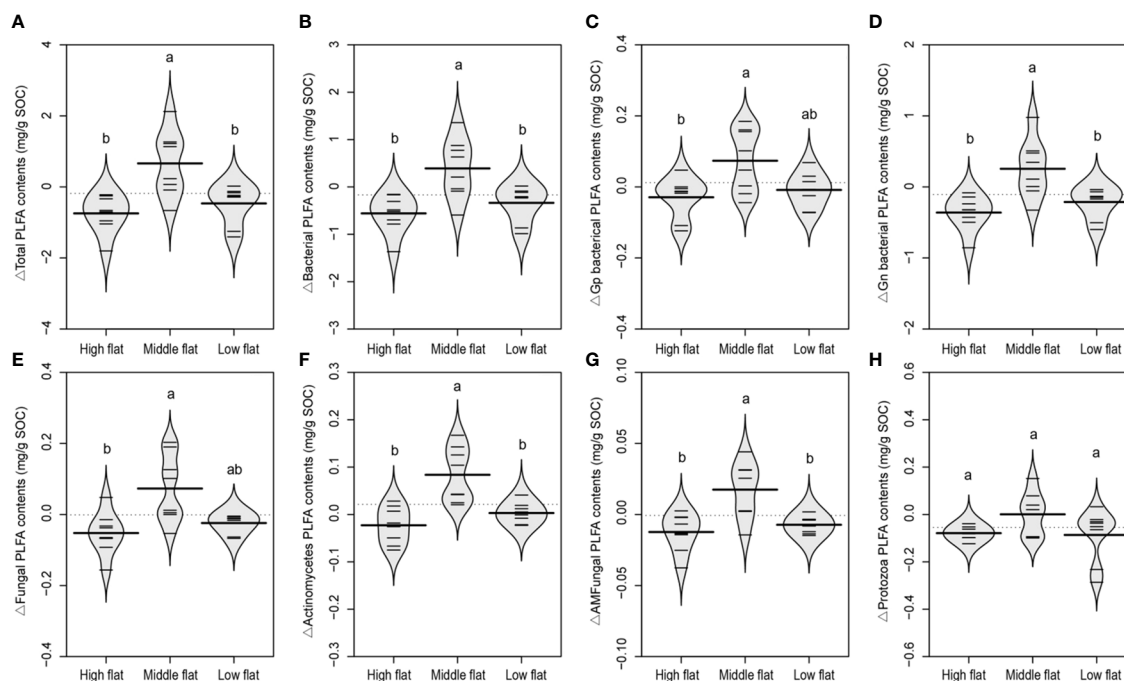 A
△Total PLFA contents (mg/g SOC)
4
2
0
−2
−4
b
a
b
High flat
Middle flat
Low flat
B
△Bacterial PLFA contents (mg/g SOC)
3
2
1
0
−1
−2
−3
b
a
b
High flat
Middle flat
Low flat
C
△Gp bacterical PLFA contents (mg/g SOC)
0.4
0.2
0.0
−0.2
−0.4
b
a
ab
High flat
Middle flat
Low flat
D
△Gn bacterial PLFA contents (mg/g SOC)
2
1
0
−1
−2
b
a
b
High flat
Middle flat
Low flat
E
△Fungal PLFA contents (mg/g SOC)
0.4
0.2
0.0
−0.2
−0.4
b
a
ab
High flat
Middle flat
Low flat
F
△Actinomycetes PLFA contents (mg/g SOC)
0.3
0.2
0.1
0.0
−0.1
−0.2
−0.3
b
a
b
High flat
Middle flat
Low flat
G
△AMFungal PLFA contents (mg/g SOC)
0.10
0.05
0.00
−0.05
−0.10
b
a
b
High flat
Middle flat
Low flat
H
△Protozoa PLFA contents (mg/g SOC)
0.6
0.4
0.2
0.0
−0.2
−0.4
−0.6
a
a
a
High flat
Middle flat
Low flat